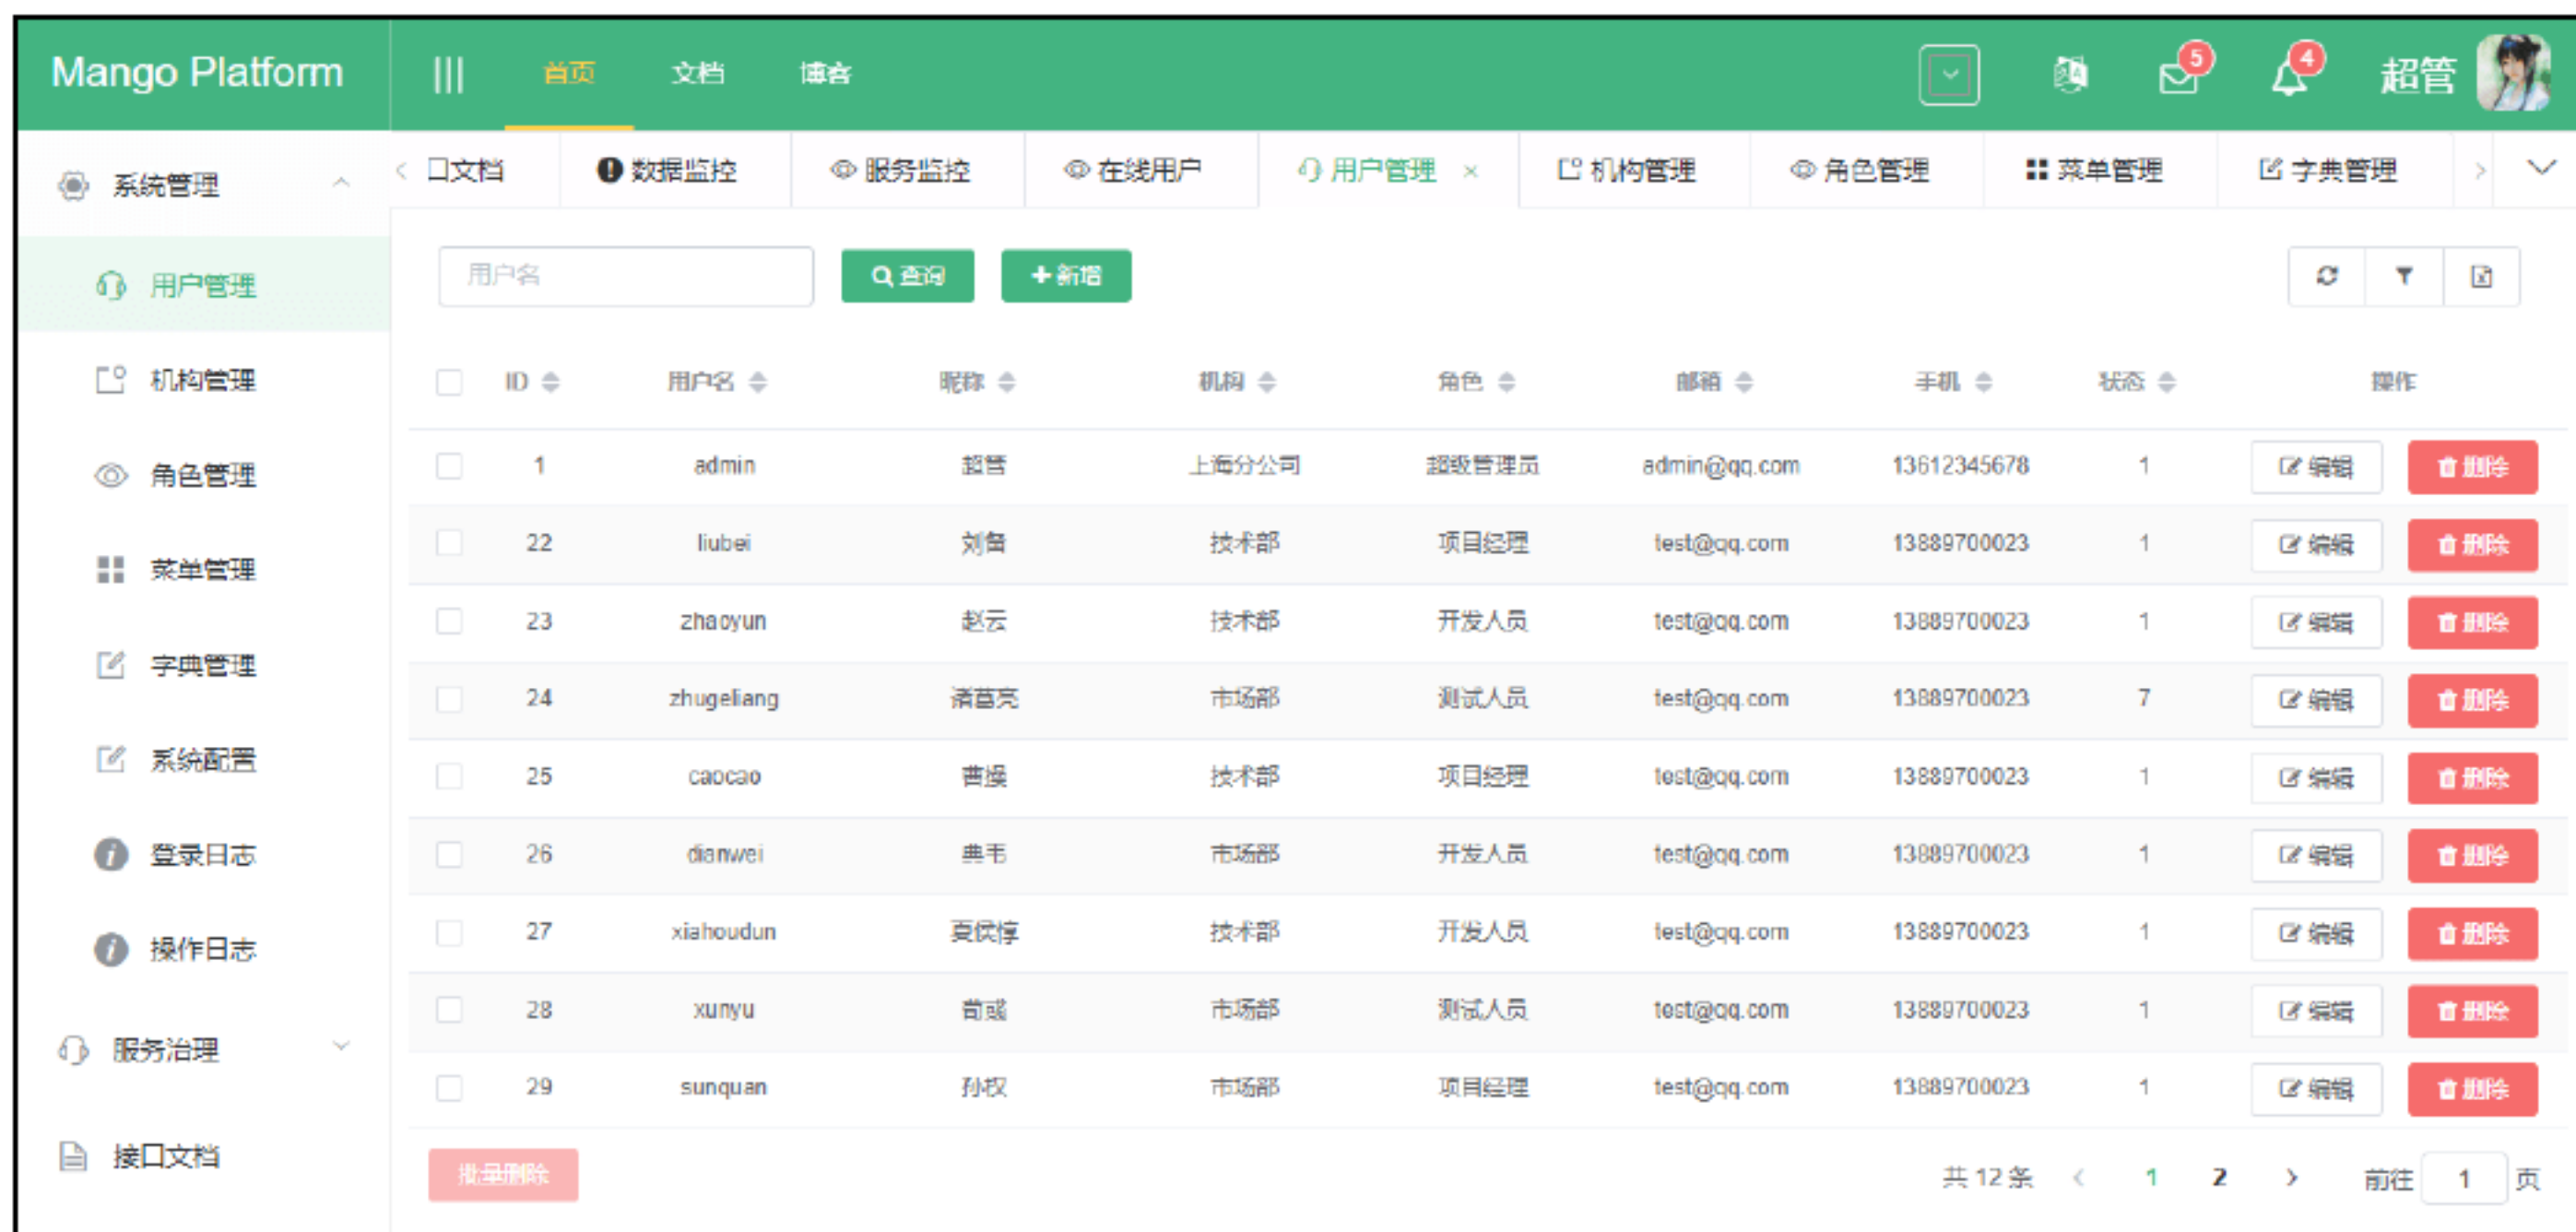 Mango Platform 首页 文档 博客 5 4 超管
系统管理 口文档 数据监控 服务监控 在线用户 用户管理 × 机构管理 角色管理 菜单管理 字典管理
用户管理 用户名 查询 新增
机构管理 ID 用户名 昵称 机构 角色 邮箱 手机 状态 操作
角色管理 1 admin 超管 上海分公司 超级管理员 admin@qq.com 13612345678 1 编辑 删除
菜单管理 22 liubei 刘备 技术部 项目经理 test@qq.com 13889700023 1 编辑 删除
23 zhaoyun 赵云 技术部 开发人员 test@qq.com 13889700023 1 编辑 删除
字典管理 24 zhugeliang 诸葛亮 市场部 测试人员 test@qq.com 13889700023 7 编辑 删除
系统配置 25 caocao 曹操 技术部 项目经理 test@qq.com 13889700023 1 编辑 删除
登录日志 26 dianwei 典韦 市场部 开发人员 test@qq.com 13889700023 1 编辑 删除
操作日志 27 xiahoudun 夏侯惇 技术部 开发人员 test@qq.com 13889700023 1 编辑 删除
服务治理 28 xunyu 荀彧 市场部 测试人员 test@qq.com 13889700023 1 编辑 删除
29 sunquan 孙权 市场部 项目经理 test@qq.com 13889700023 1 编辑 删除
接口文档 批量删除 共 12 条 1 2 前往 1 页